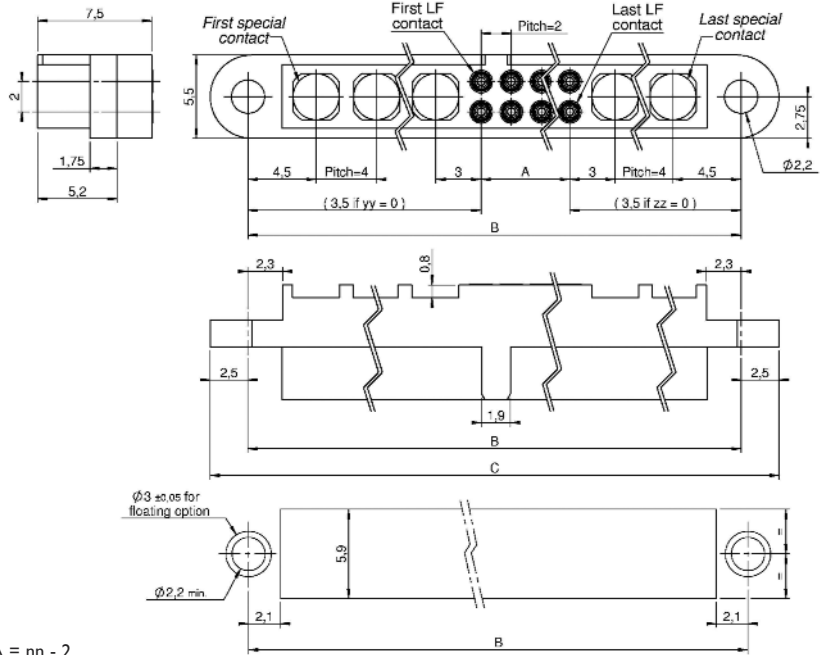 7,5
2
1,75
5,2
First special
contact
First LF
contact
Pitch=2
Last LF
contact
Last special
contact
5,5
2,75
Ø2,2
4,5
Pitch=4
3
A
3
Pitch=4
4,5
( 3,5 if yy = 0 )
( 3,5 if zz = 0 )
B
2,3
0,8
2,3
2,5
2,5
1,9
B
C
Ø3 ±0,05 for
floating option
5,9
=
=
Ø2,2 min.
2,1
2,1
B
A = nn - 2